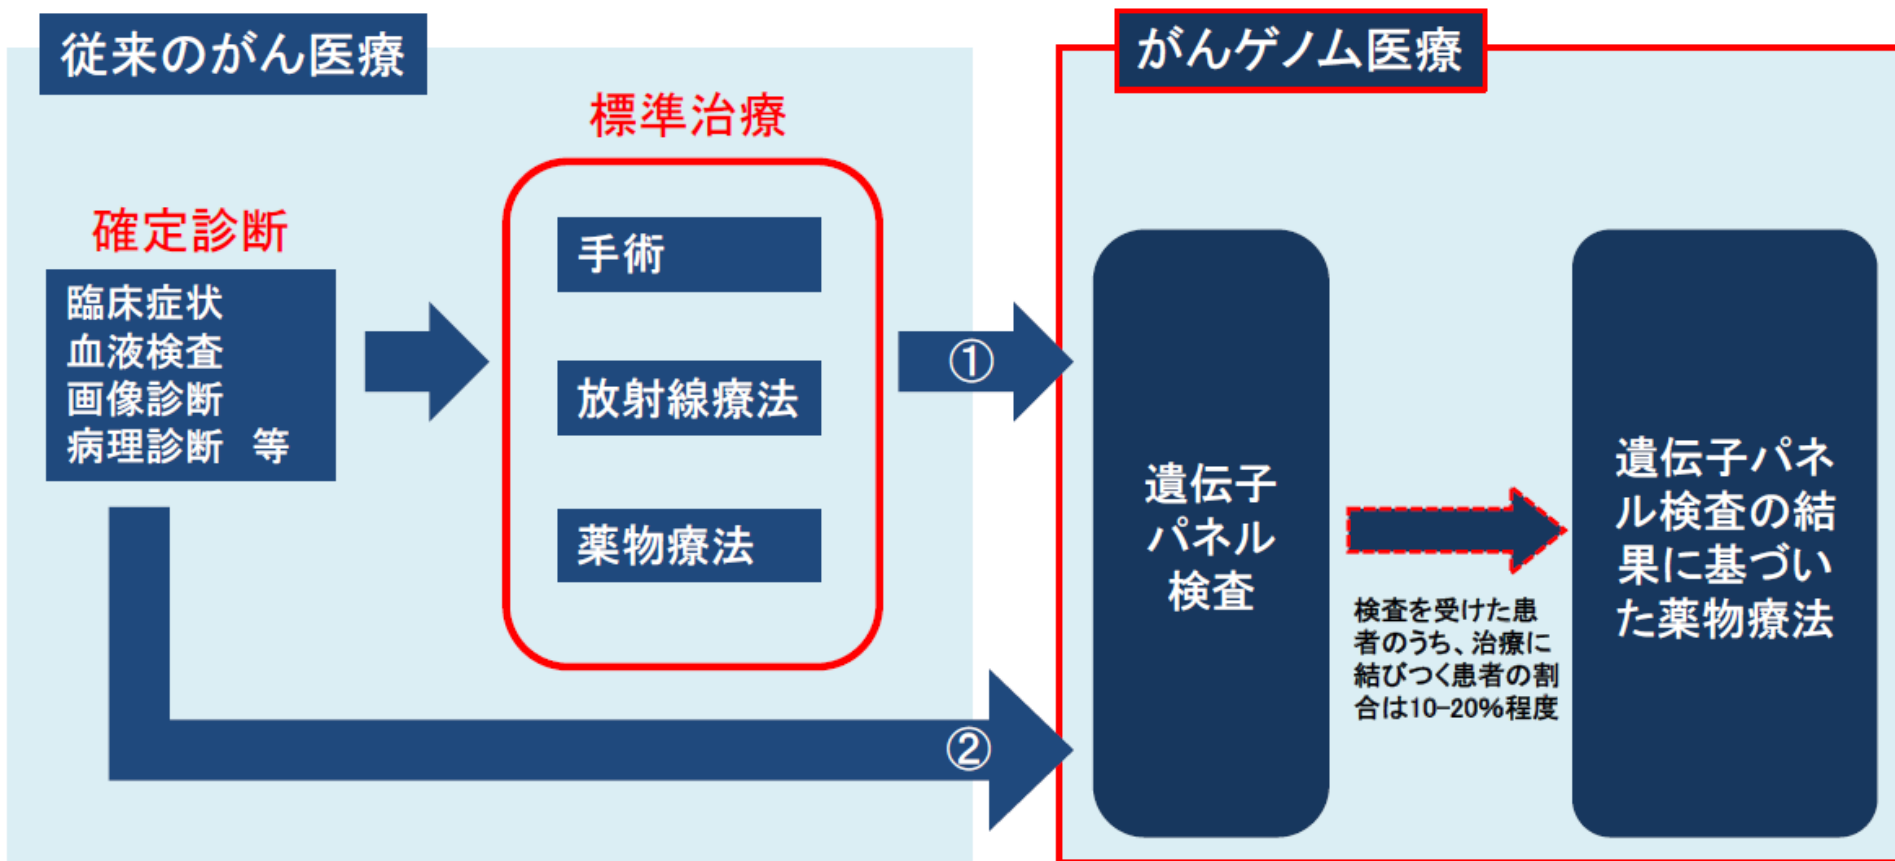 従来のがん医療
確定診断
臨床症状
血液検査
画像診断
病理診断　等
標準治療
手術
放射線療法
薬物療法
①
②
がんゲノム医療
遺伝子
パネル
検査
検査を受けた患
者のうち、治療に
結びつく患者の割
合は10-20%程度
遺伝子パネ
ル検査の結
果に基づい
た薬物療法